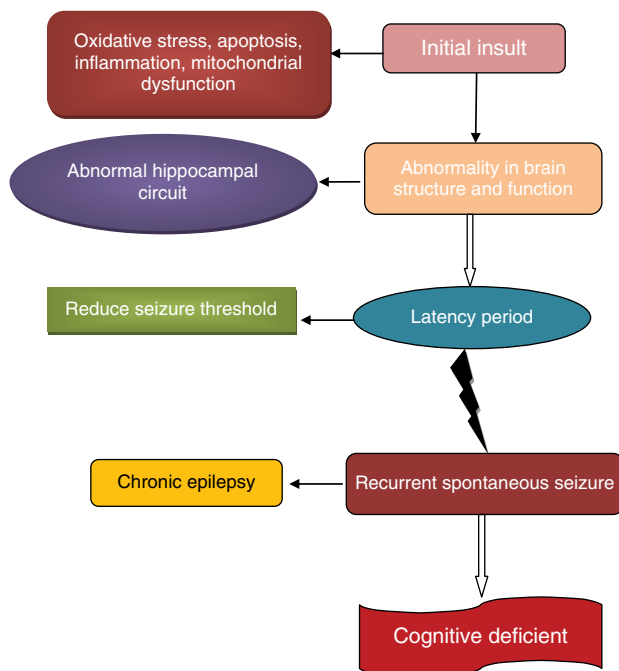 Oxidative stress, apoptosis,
inflammation, mitochondrial
dysfunction
Initial insult
Abnormal hippocampal
circuit
Abnormality in brain
structure and function
Reduce seizure threshold
Latency period
Chronic epilepsy
Recurrent spontaneous seizure
Cognitive deficient